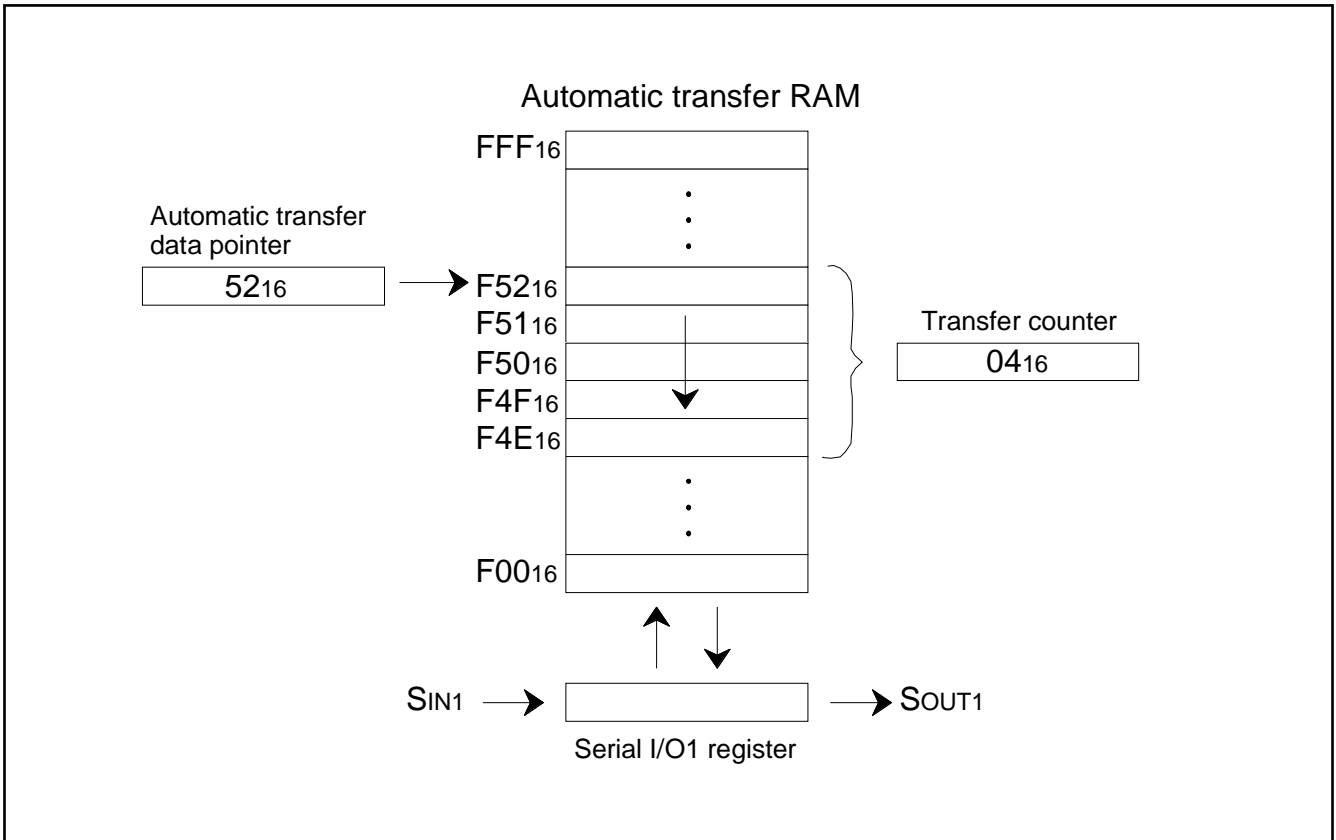 Automatic transfer RAM
FFF16
Automatic transfer
data pointer
5216
F5216
F5116
F5016
F4F16
F4E16
Transfer counter
0416
F0016
SIN1
SOUT1
Serial I/O1 register